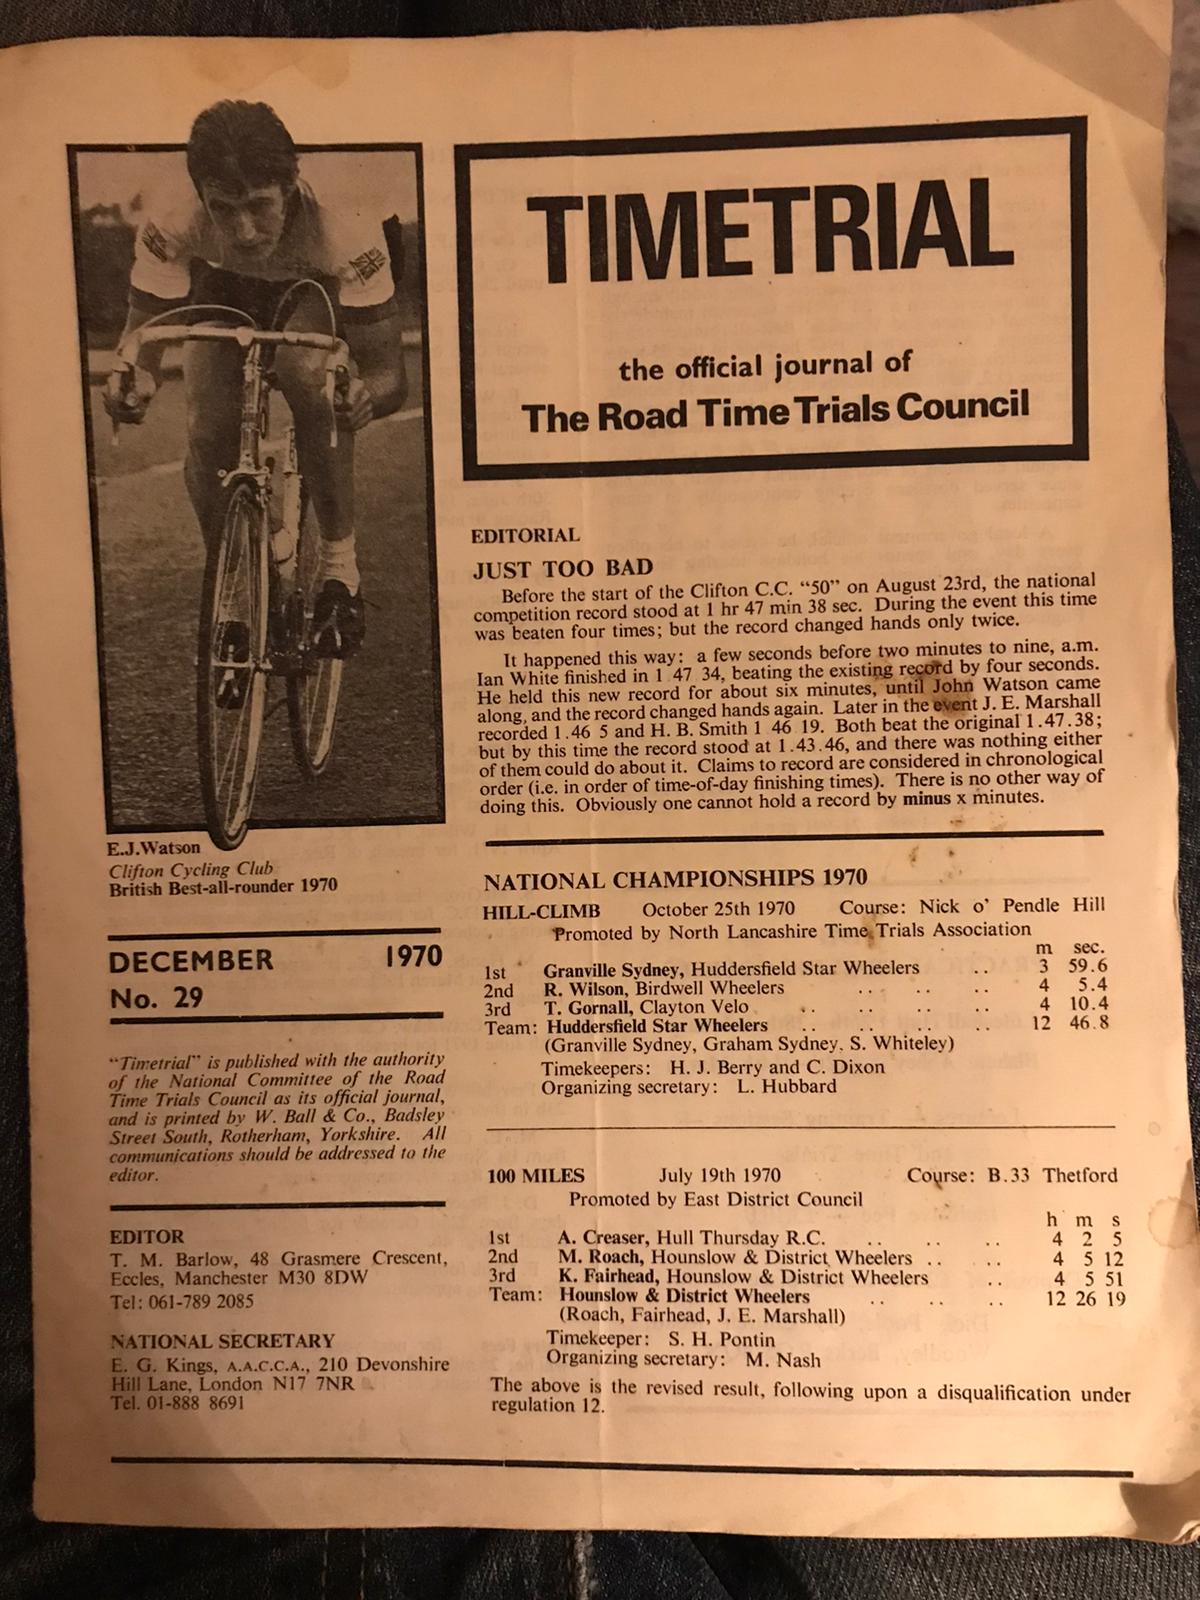 TIMETRIAL
the official journal of
The Road Time Trials Council
E.J.Watson
Clifton Cycling Club
British Best-all-rounder 1970
DECEMBER 1970
No. 29
"Timetrial" is published with the authority
of the National Committee of the Road
Time Trials Council as its official journal,
and is printed by W. Ball & Co., Badsley
Street South, Rotherham, Yorkshire. All
communications should be addressed to the
editor.
EDITOR
T. M. Barlow, 48 Grasmere Crescent,
Eccles, Manchester M30 8DW
Tel: 061-789 2085
NATIONAL SECRETARY
E. G. Kings, A.A.C.C.A., 210 Devonshire
Hill Lane, London N17 7NR
Tel. 01-888 8691
EDITORIAL
JUST TOO BAD
Before the start of the Clifton C.C. "50" on August 23rd, the national
competition record stood at 1 hr 47 min 38 sec. During the event this time
was beaten four times; but the record changed hands only twice.
It happened this way: a few seconds before two minutes to nine, a.m.
Ian White finished in 1 47 34, beating the existing record by four seconds.
He held this new record for about six minutes, until John Watson came
along, and the record changed hands again. Later in the event J. E. Marshall
recorded 1.46 5 and H. B. Smith 1 46 19. Both beat the original 1.47.38;
but by this time the record stood at 1.43.46, and there was nothing either
of them could do about it. Claims to record are considered in chronological
order (i.e. in order of time-of-day finishing times). There is no other way of
doing this. Obviously one cannot hold a record by minus x minutes.
NATIONAL CHAMPIONSHIPS 1970
HILL-CLIMB October 25th 1970 Course: Nick o' Pendle Hill
Promoted by North Lancashire Time Trials Association
m sec.
1st Granville Sydney, Huddersfield Star Wheelers .. 3 59.6
2nd R. Wilson, Birdwell Wheelers .. .. .. 4 5.4
3rd T. Gornall, Clayton Velo .. .. .. .. 4 10.4
Team: Huddersfield Star Wheelers .. .. .. .. 12 46.8
(Granville Sydney, Graham Sydney, S. Whiteley)
Timekeepers: H. J. Berry and C. Dixon
Organizing secretary: L. Hubbard
100 MILES July 19th 1970 Course: B.33 Thetford
Promoted by East District Council
h m s
1st A. Creaser, Hull Thursday R.C. .. .. .. 4 2 5
2nd M. Roach, Hounslow & District Wheelers .. .. 4 5 12
3rd K. Fairhead, Hounslow & District Wheelers .. 4 5 51
Team: Hounslow & District Wheelers .. .. .. 12 26 19
(Roach, Fairhead, J. E. Marshall)
Timekeeper: S. H. Pontin
Organizing secretary: M. Nash
The above is the revised result, following upon a disqualification under
regulation 12.